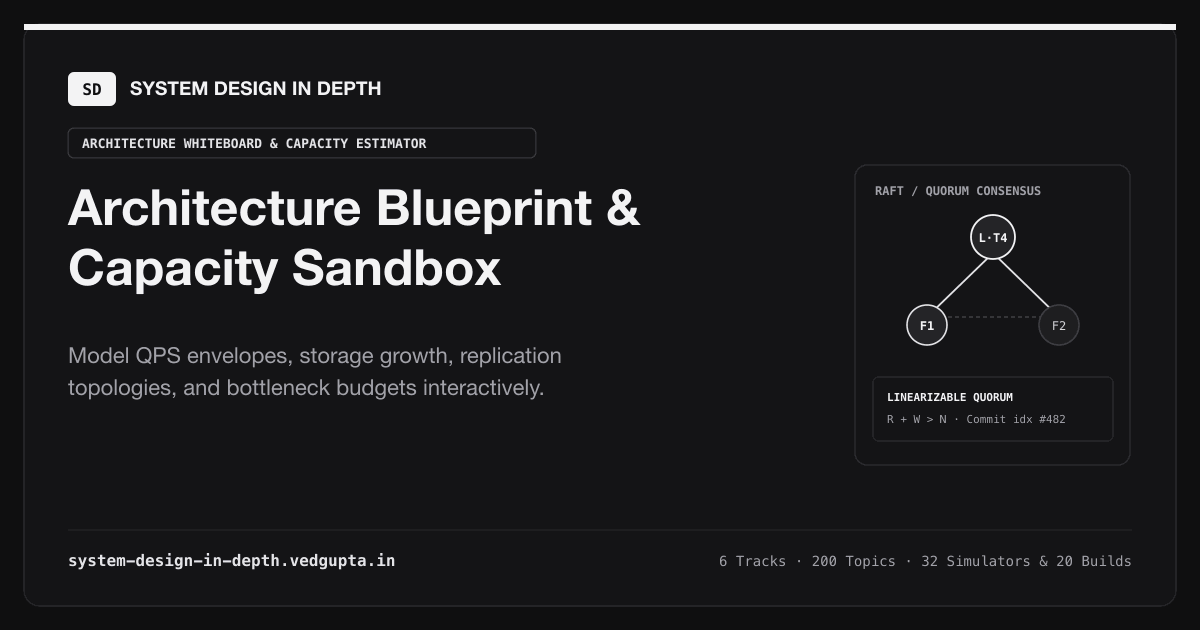 SD SYSTEM DESIGN IN DEPTH
ARCHITECTURE WHITEBOARD & CAPACITY ESTIMATOR
Architecture Blueprint &
Capacity Sandbox
Model QPS envelopes, storage growth, replication
topologies, and bottleneck budgets interactively.
RAFT / QUORUM CONSENSUS
L·T4
F1
F2
LINEARIZABLE QUORUM
R + W > N · Commit idx #482
system-design-in-depth.vedgupta.in
6 Tracks · 200 Topics · 32 Simulators & 20 Builds